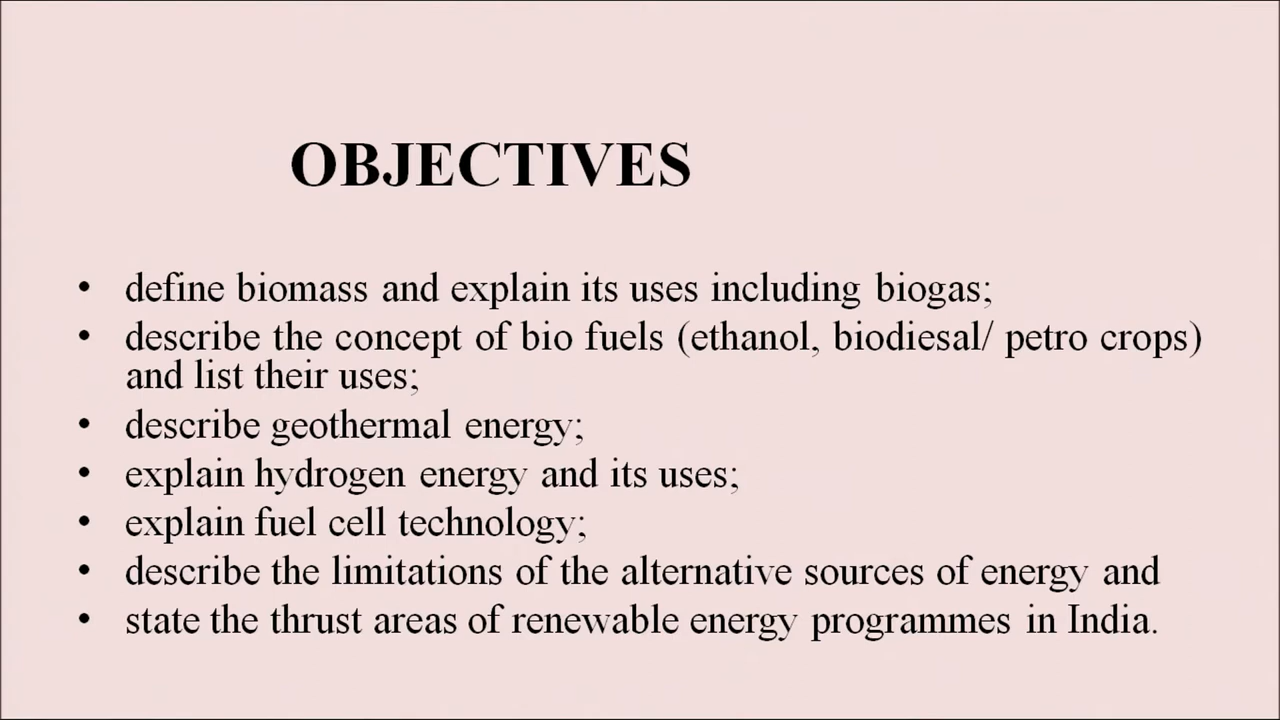 OBJECTIVES
• define biomass and explain its uses including biogas;
• describe the concept of bio fuels (ethanol, biodiesal/ petro crops)
and list their uses;
• describe geothermal energy;
• explain hydrogen energy and its uses;
• explain fuel cell technology;
• describe the limitations of the alternative sources of energy and
• state the thrust areas of renewable energy programmes in India.